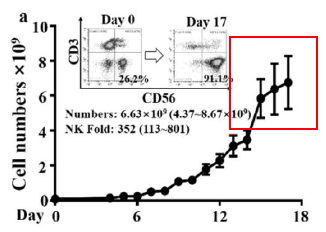 a
Day 0
Day 17
CD3
26.2%
91.1%
CD56
Numbers: 6.63×10⁹ (4.37~8.67×10⁹)
NK Fold: 352 (113~801)
Cell numbers ×10⁹
10
8
6
4
2
0
Day 0 6 12 18